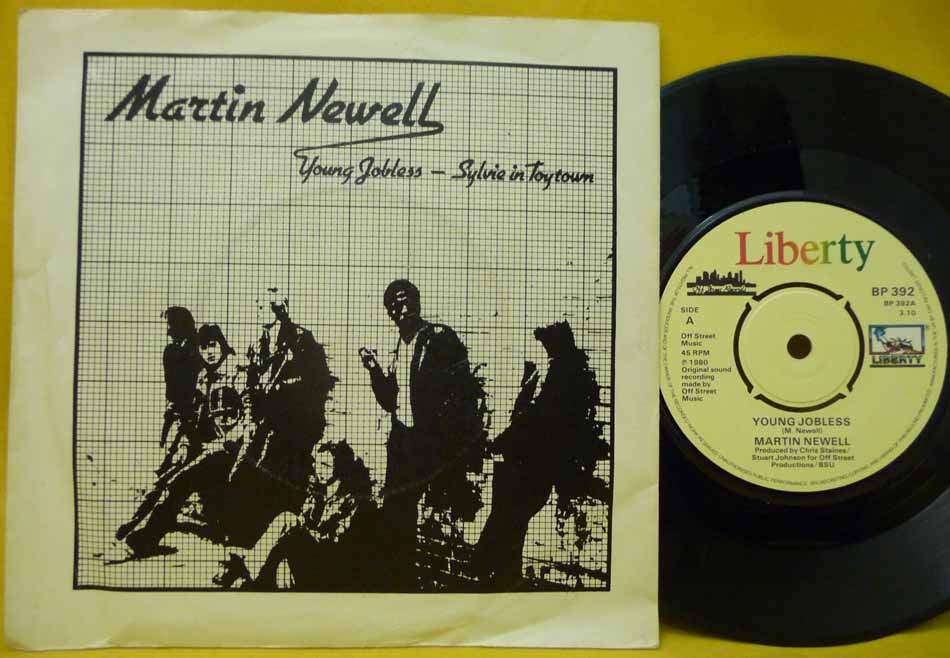 Martin Newell
Young Jobless – Sylvie in Toytown
Liberty
BP 392
BP 392A
3.10
SIDE
A
Off Street
Music
45 RPM
℗ 1980
Original sound
recording
made by
Off Street
Music
LIBERTY
YOUNG JOBLESS
(M. Newell)
MARTIN NEWELL
Produced by Chris Staines/
Stuart Johnson for Off Street
Productions/BSU